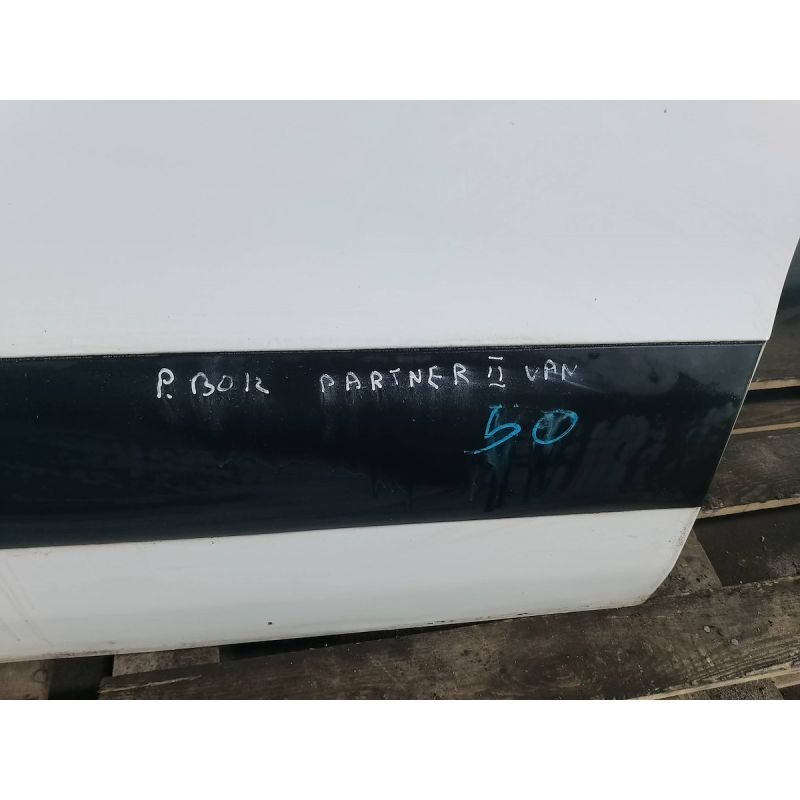 P. BOK PARTNER II VAN
50